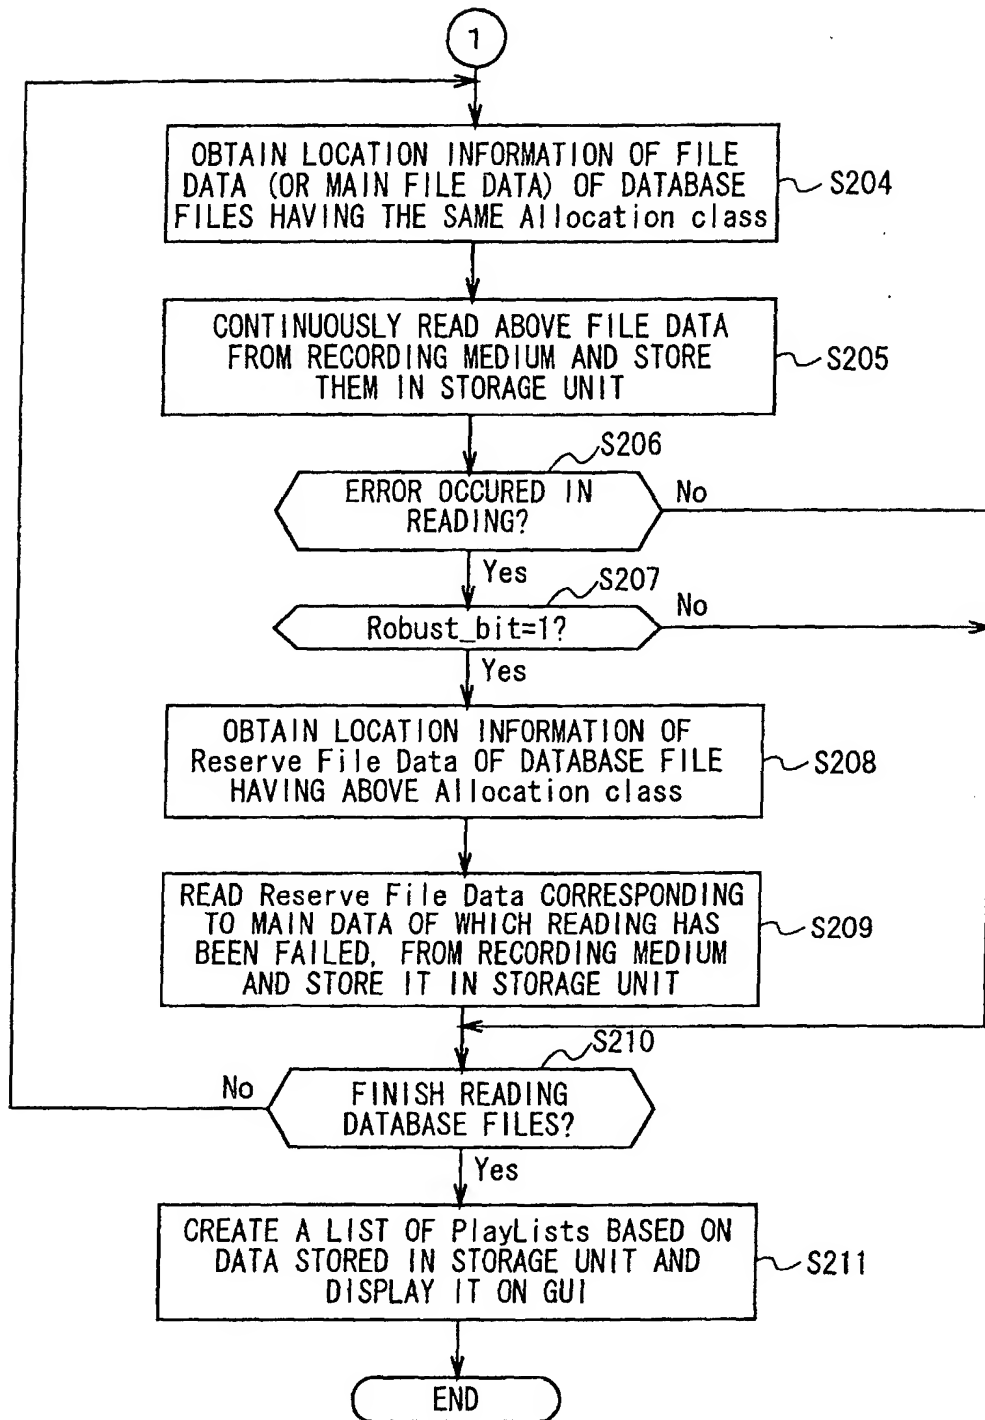 1
OBTAIN LOCATION INFORMATION OF FILE
DATA (OR MAIN FILE DATA) OF DATABASE
FILES HAVING THE SAME Allocation class
S204
CONTINUOUSLY READ ABOVE FILE DATA
FROM RECORDING MEDIUM AND STORE
THEM IN STORAGE UNIT
S205
S206
ERROR OCCURED IN
READING?
No
Yes
S207
Robust_bit=1?
No
Yes
OBTAIN LOCATION INFORMATION OF
Reserve File Data OF DATABASE FILE
HAVING ABOVE Allocation class
S208
READ Reserve File Data CORRESPONDING
TO MAIN DATA OF WHICH READING HAS
BEEN FAILED, FROM RECORDING MEDIUM
AND STORE IT IN STORAGE UNIT
S209
S210
No
FINISH READING
DATABASE FILES?
Yes
CREATE A LIST OF PlayLists BASED ON
DATA STORED IN STORAGE UNIT AND
DISPLAY IT ON GUI
S211
END